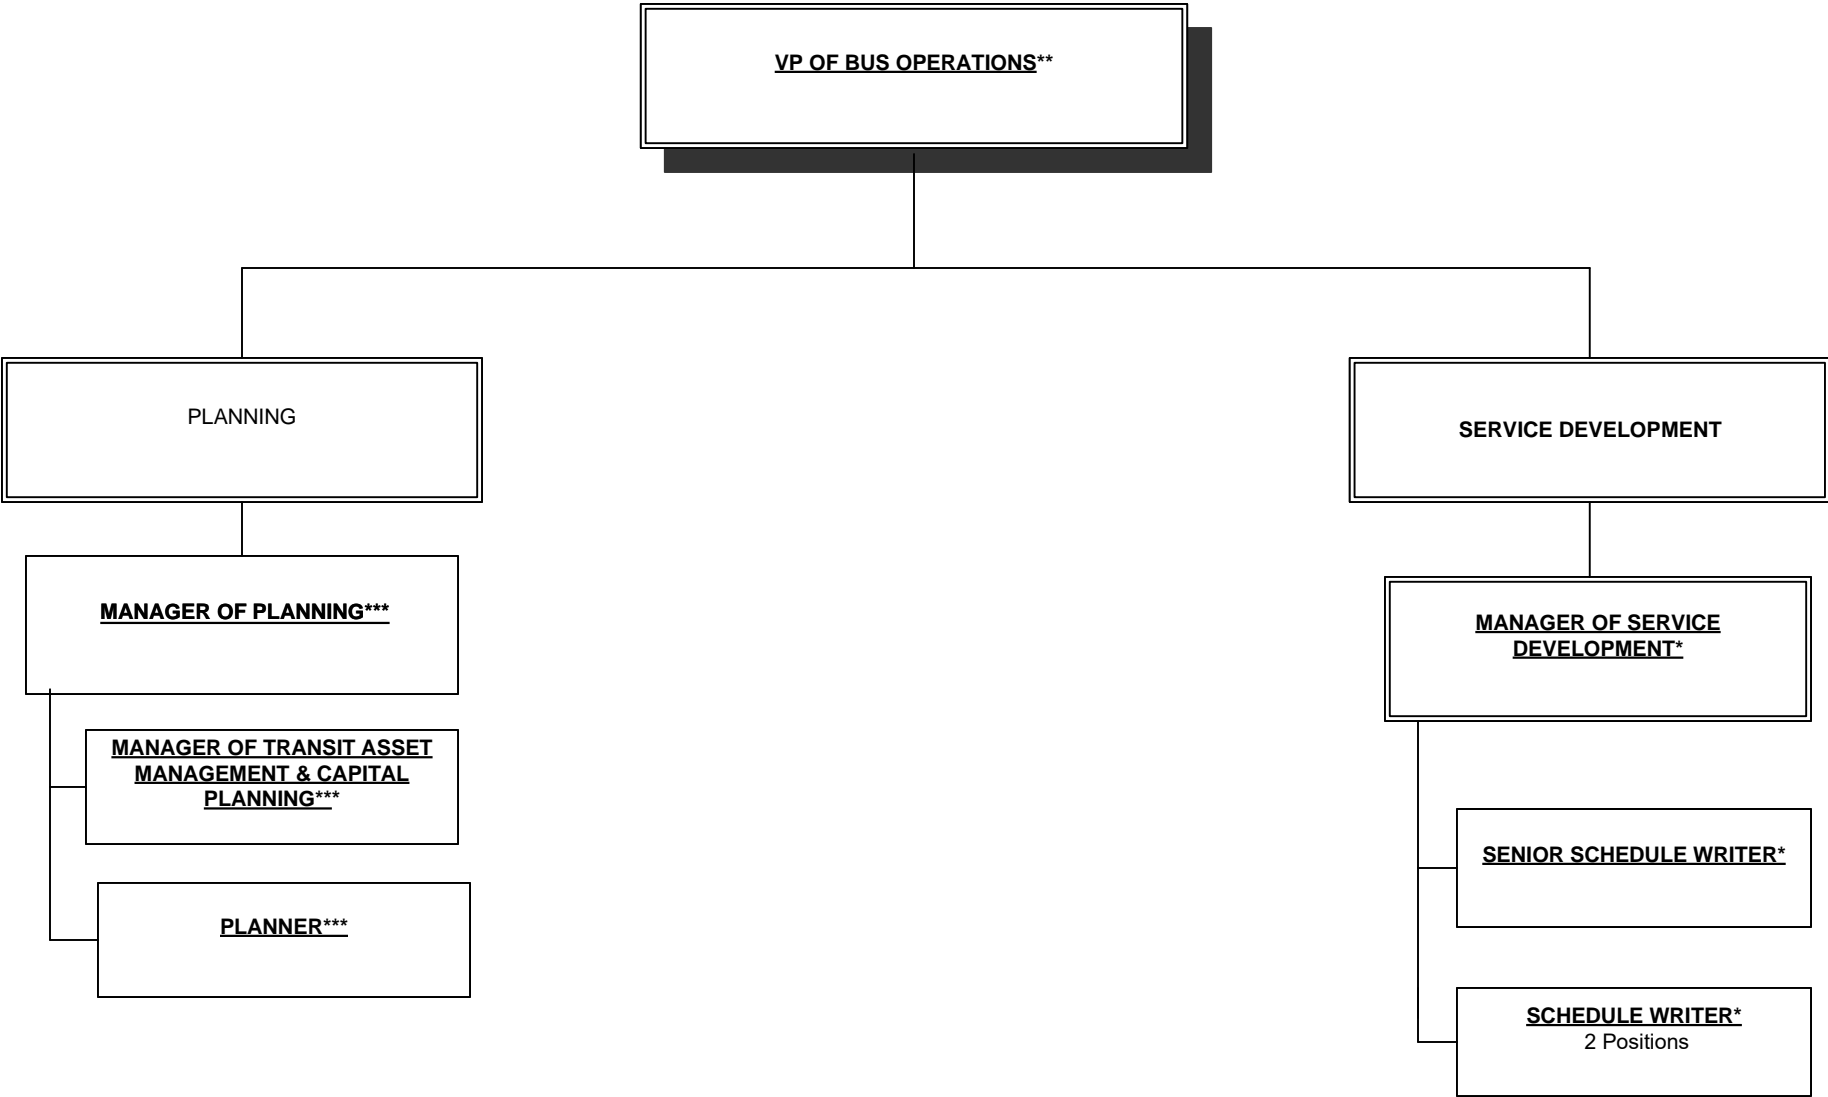 VP OF BUS OPERATIONS**
PLANNING
SERVICE DEVELOPMENT
MANAGER OF PLANNING***
MANAGER OF SERVICE
DEVELOPMENT*
MANAGER OF TRANSIT ASSET
MANAGEMENT & CAPITAL
PLANNING***
SENIOR SCHEDULE WRITER*
PLANNER***
SCHEDULE WRITER*
2 Positions